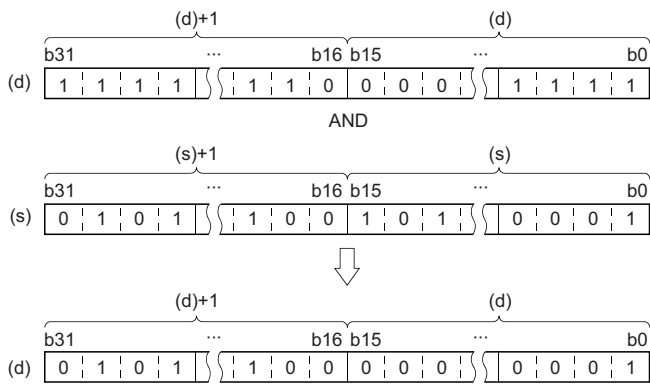 (d)+1 (d)
b31 ... b16 b15 ... b0
(d) 1 1 1 1 1 1 0 0 0 0 1 1 1 1
AND
(s)+1 (s)
b31 ... b16 b15 ... b0
(s) 0 1 0 1 1 0 0 1 0 1 0 0 0 1
(d)+1 (d)
b31 ... b16 b15 ... b0
(d) 0 1 0 1 1 0 0 0 0 0 0 0 0 1